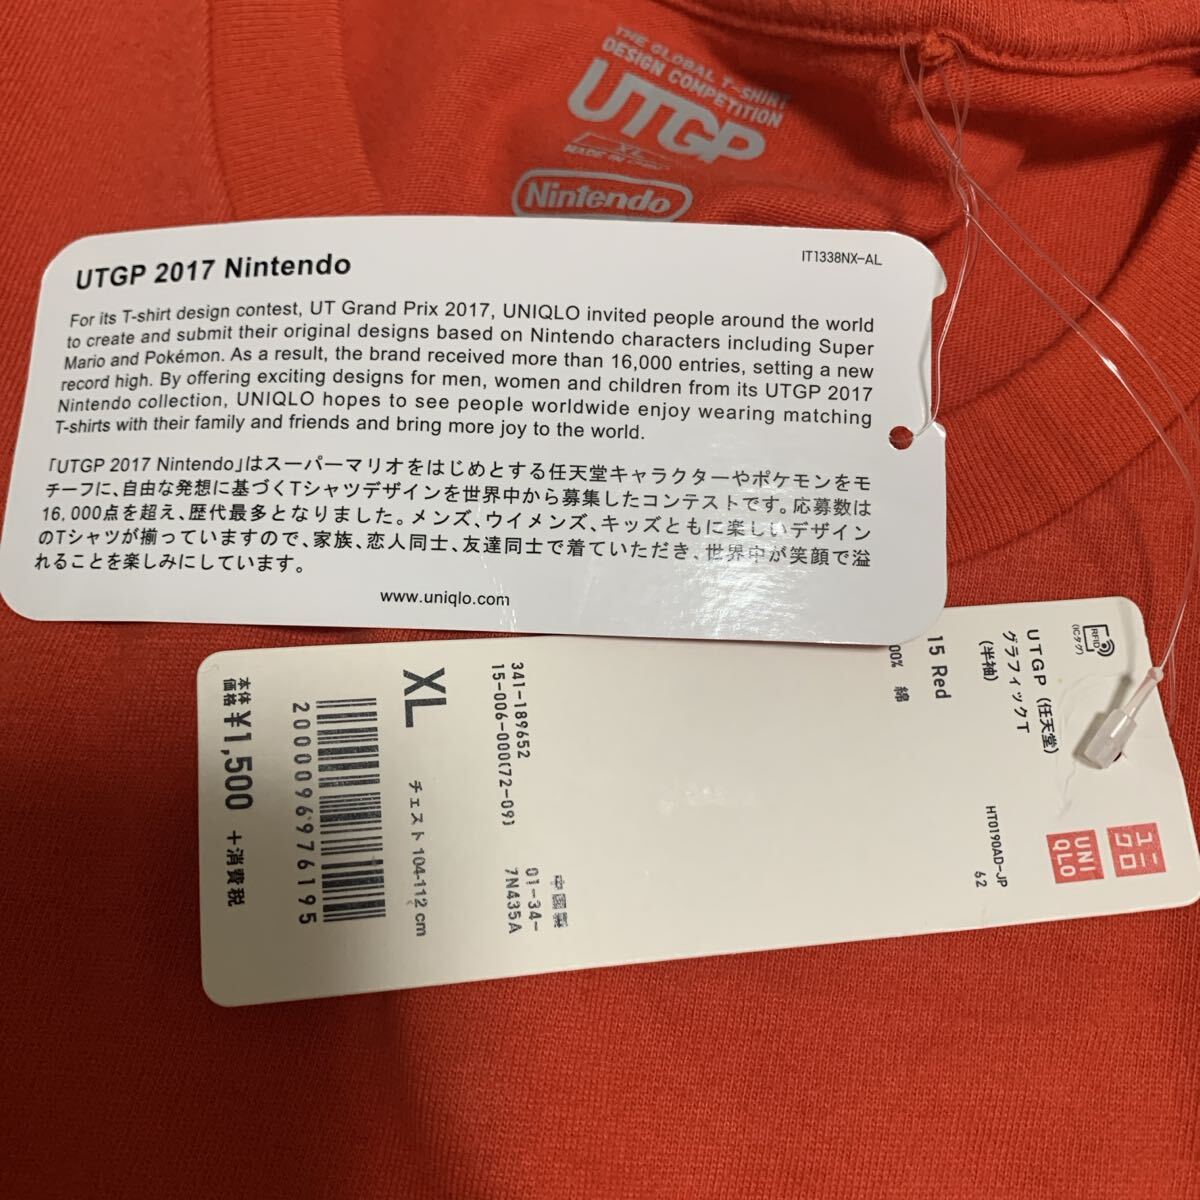 THE GLOBAL T-SHIRT
DESIGN COMPETITION
UTGP
XL
MADE IN CHINA
Nintendo
UTGP 2017 Nintendo
IT1338NX-AL
For its T-shirt design contest, UT Grand Prix 2017, UNIQLO invited people around the world
to create and submit their original designs based on Nintendo characters including Super
Mario and Pokémon. As a result, the brand received more than 16,000 entries, setting a new
record high. By offering exciting designs for men, women and children from its UTGP 2017
Nintendo collection, UNIQLO hopes to see people worldwide enjoy wearing matching
T-shirts with their family and friends and bring more joy to the world.
「UTGP 2017 Nintendo」はスーパーマリオをはじめとする任天堂キャラクターやポケモンをモ
チーフに、自由な発想に基づくTシャツデザインを世界中から募集したコンテストです。応募数は
16,000点を超え、歴代最多となりました。メンズ、ウイメンズ、キッズともに楽しいデザイン
のTシャツが揃っていますので、家族、恋人同士、友達同士で着ていただき、世界中が笑顔で溢
れることを楽しみにしています。
www.uniqlo.com
RFID
(ICタグ)
UTGP (任天堂)
グラフィックT
(半袖)
15 Red
00% 綿
HT0190AD-JP
62
ユニクロ
UNIQLO
341-189652
15-006-000(72-09)
中国製
01-34-
7N435A
XL
チェスト 104-112 cm
2000096976195
本体価格 ¥1,500 +消費税